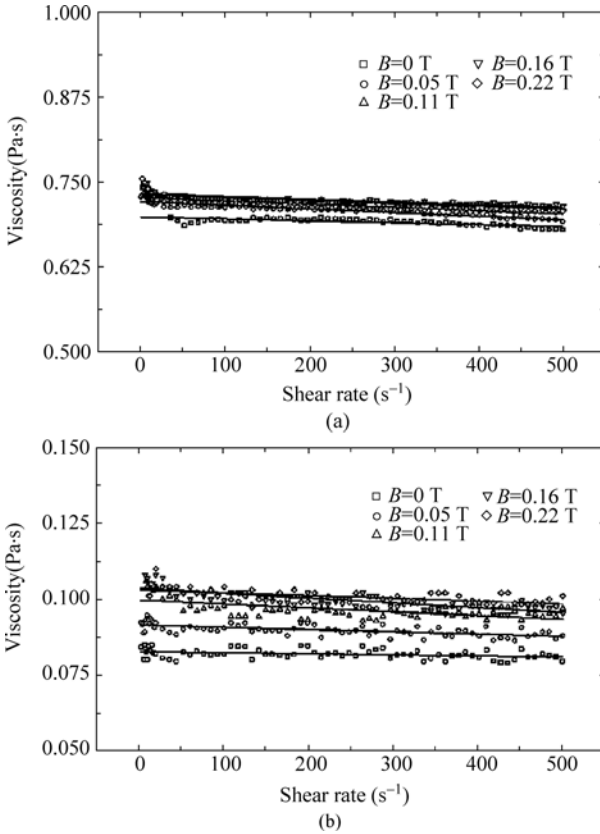 1.000
0.875
0.750
0.625
0.500
Viscosity(Pa·s)
B=0 T B=0.16 T
B=0.05 T B=0.22 T
B=0.11 T
0 100 200 300 400 500
Shear rate (s⁻¹)
(a)
0.150
0.125
0.100
0.075
0.050
Viscosity(Pa·s)
B=0 T B=0.16 T
B=0.05 T B=0.22 T
B=0.11 T
0 100 200 300 400 500
Shear rate (s⁻¹)
(b)